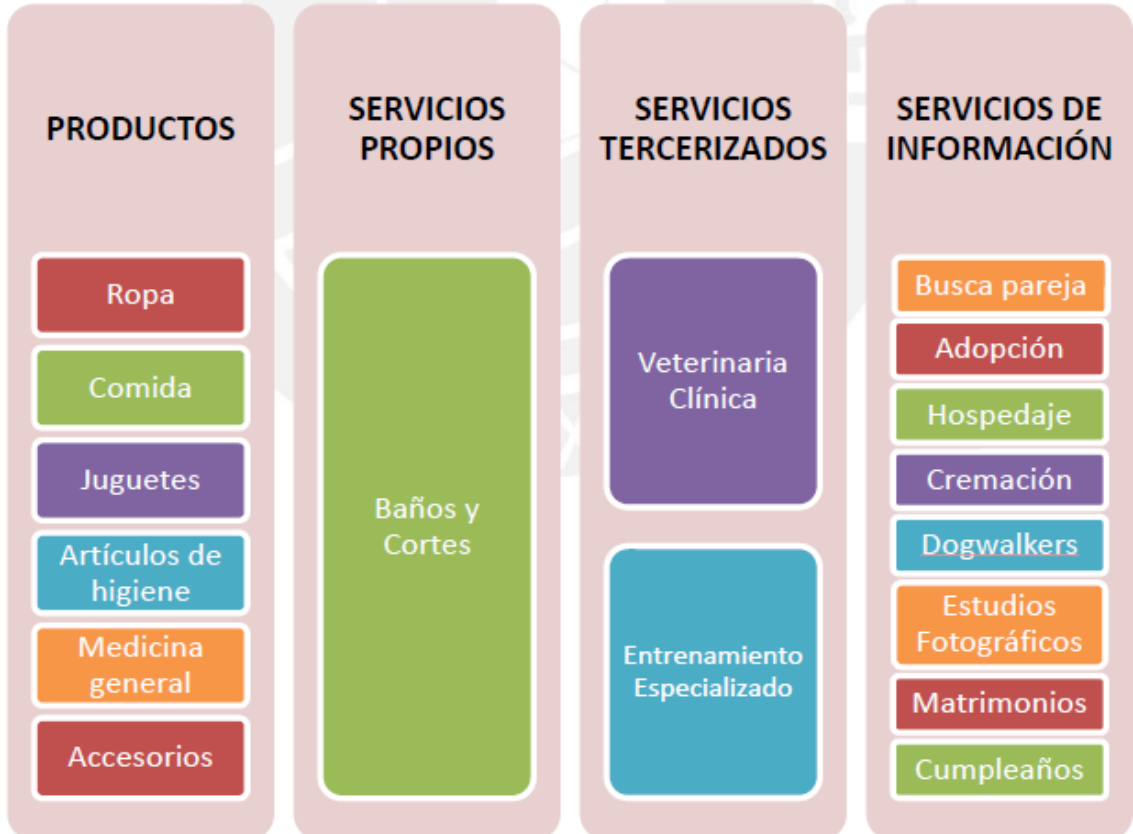 PRODUCTOS
Ropa
Comida
Juguetes
Artículos de
higiene
Medicina
general
Accesorios
SERVICIOS
PROPIOS
Baños y
Cortes
SERVICIOS
TERCERIZADOS
Veterinaria
Clínica
Entrenamiento
Especializado
SERVICIOS DE
INFORMACIÓN
Busca pareja
Adopción
Hospedaje
Cremación
Dogwalkers
Estudios
Fotográficos
Matrimonios
Cumpleaños